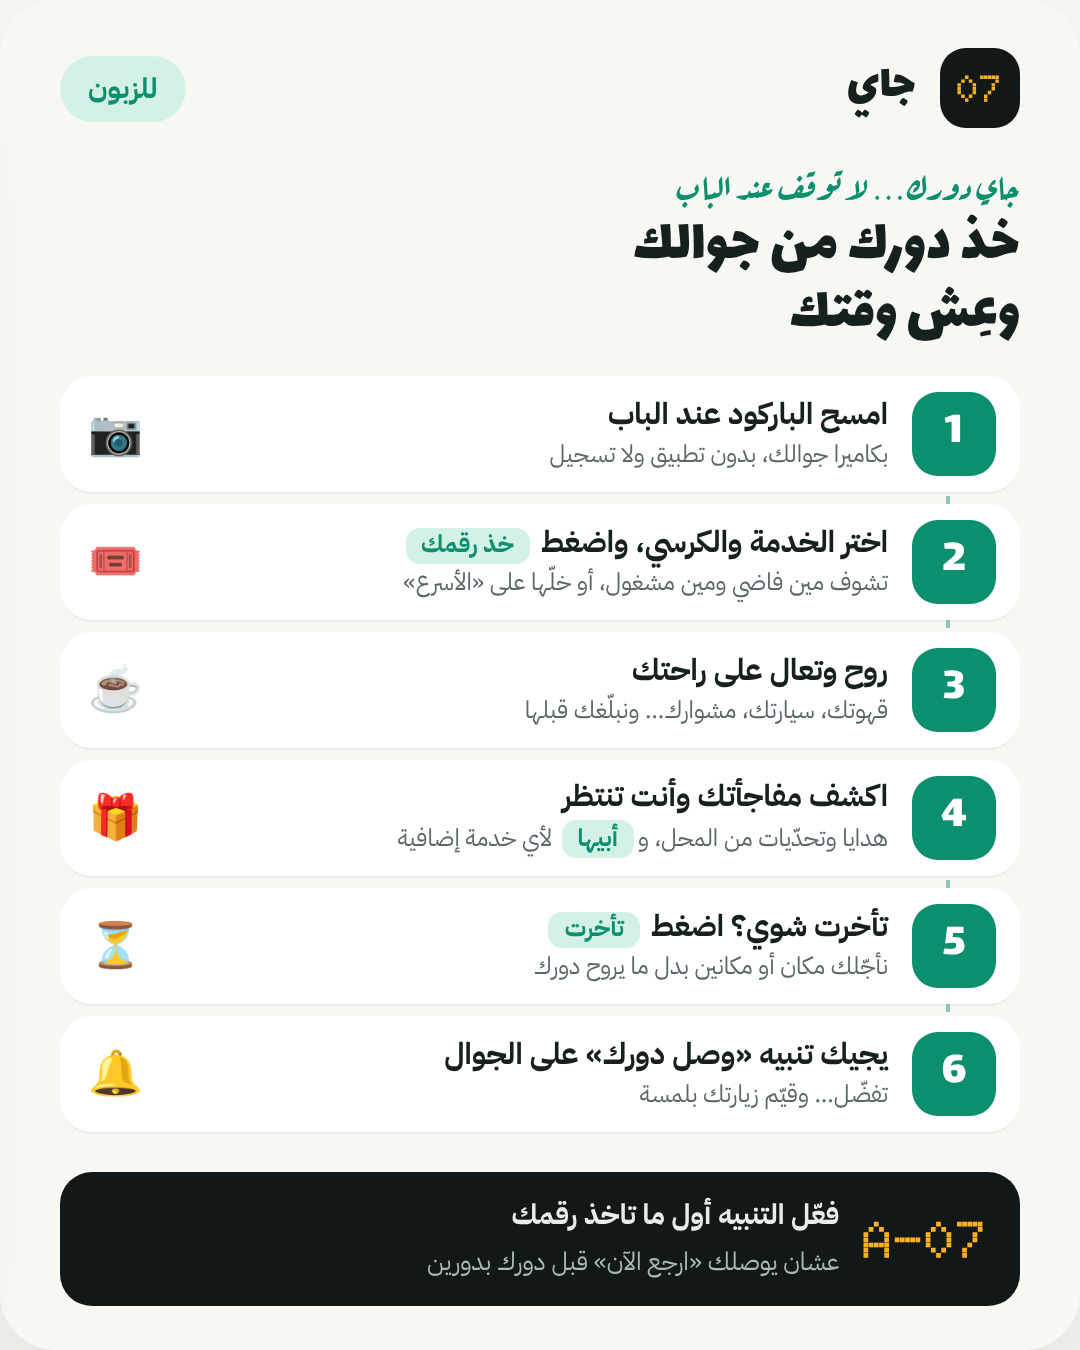 07
جاي
للزبون
جاي دورك... لا توقف عند الباب
خذ دورك من جوالك
وعِش وقتك
1
امسح الباركود عند الباب
بكاميرا جوالك، بدون تطبيق ولا تسجيل
2
اختر الخدمة والكرسي، واضغط خذ رقمك
تشوف مين فاضي ومين مشغول، أو خلّها على «الأسرع»
3
روح وتعال على راحتك
قهوتك، سيارتك، مشوارك... ونبلّغك قبلها
4
اكشف مفاجأتك وأنت تنتظر
هدايا وتحدّيات من المحل، و أبيها لأي خدمة إضافية
5
تأخرت شوي؟ اضغط تأخرت
نأجّلك مكان أو مكانين بدل ما يروح دورك
6
يجيك تنبيه «وصل دورك» على الجوال
تفضّل... وقيّم زيارتك بلمسة
A-07
فعّل التنبيه أول ما تاخذ رقمك
عشان يوصلك «ارجع الآن» قبل دورك بدورين